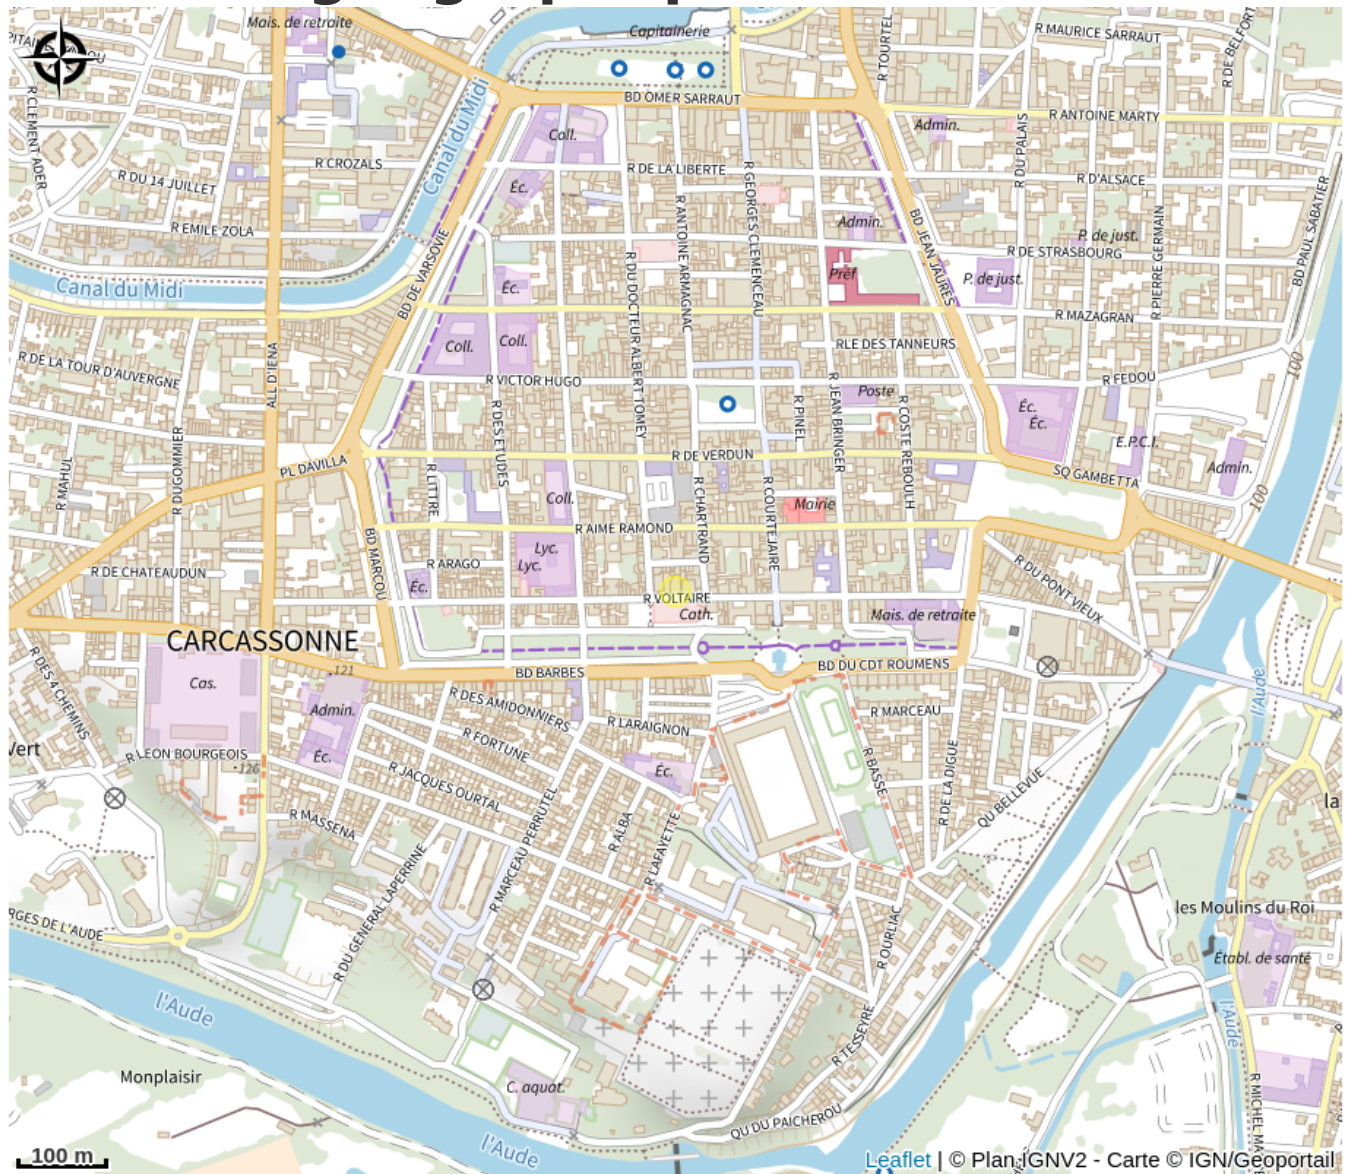 Mais. de retraite
Capitainerie
R MAURICE SARRAUT
R DE BELFORT
R TOURTEL
R CLEMENT ADER
Canal du Midi
BD OMER SARRAUT
R ANTOINE MARTY
Coll.
Admin.
R CROZALS
R DU 14 JUILLET
R DE LA LIBERTE
R GEORGES CLEMENCEAU
R DU PALAIS
R D'ALSACE
Éc.
R EMILE ZOLA
R ANTOINE ARMAGNAC
Admin.
BD JEAN JAURES
P. de just.
R DE STRASBOURG
R PIERRE GERMAIN
BD PAUL SABATIER
BD DE VARSOVIE
R DU DOCTEUR ALBERT TOMEY
Préf
P. de just.
Canal du Midi
Éc.
R MAZAGRAN
Coll.
Coll.
RLE DES TANNEURS
R DE LA TOUR D'AUVERGNE
ALL D'IENA
R VICTOR HUGO
Poste
R FEDOU
100
R DES ETUDES
R PINEL
R JEAN BRINGER
R COSTE REBOULH
Éc.
Éc.
E.P.C.I.
R MAHUL
R DUGOMMIER
PL DAVILLA
R DE VERDUN
SQ GAMBETTA
Admin.
R LITTRE
Coll.
R CHARTRAND
R COURTEJAIRE
Mairie
100
R AIME RAMOND
BD MARCOU
Lyc.
Lyc.
R ARAGO
R DE CHATEAUDUN
Éc.
R DU PONT VIEUX
R VOLTAIRE
Cath.
Mais. de retraite
CARCASSONNE
121
BD BARBES
BD DU CDT ROUMENS
R DES 4 CHEMINS
Cas.
R DES AMIDONNIERS
l'Aude
Admin.
R LARAIGNON
R MARCEAU
Vert
R LEON BOURGEOIS
126
Éc.
R FORTUNE
R JACQUES OURTAL
Éc.
R BASSE
R DE LA DIGUE
QU BELLEVUE
la
R MASSENA
R MARCEAU PERRUTEL
R ALBA
R LAFAYETTE
R DU GENERAL LAPERRINE
RGES DE L'AUDE
R OURLIAC
les Moulins du Roi
Établ. de santé
l'Aude
l'Aude
R TESSEYRE
Monplaisir
C. aquat.
QU DU PAICHEROU
l'Aude
100 m
Leaflet | © Plan IGNV2 - Carte © IGN/Geoportail